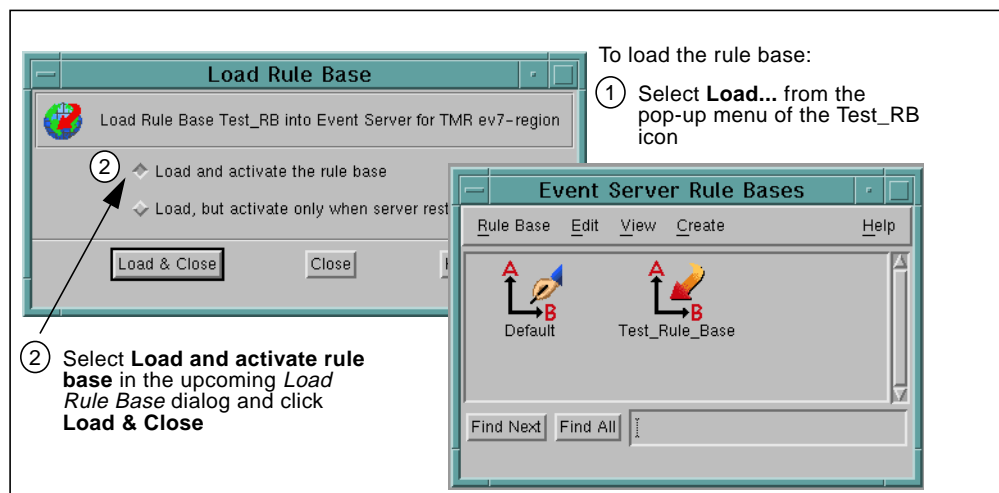 To load the rule base:
1 Select Load... from the
pop-up menu of the Test_RB
icon
Load Rule Base
Load Rule Base Test_RB into Event Server for TMR ev7-region
2
Load and activate the rule base
Load, but activate only when server
Load & Close
Close
Event Server Rule Bases
Rule Base Edit View Create Help
A
B
Default
A
B
Test_Rule_Base
Find Next Find All
2 Select Load and activate rule
base in the upcoming Load
Rule Base dialog and click
Load & Close